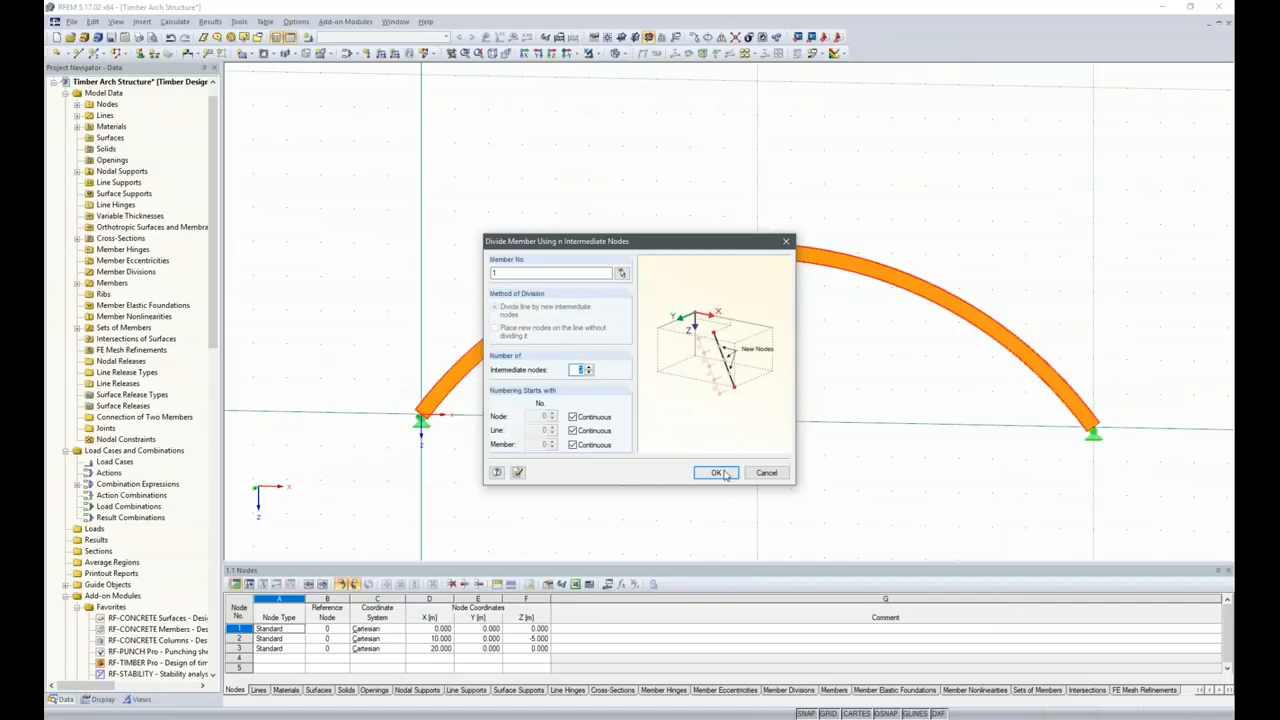 RFEM 5.17.02 x64 - [Timber Arch Structure*]
File Edit View Insert Calculate Results Tools Table Options Add-on Modules Window Help
Project Navigator - Data
Timber Arch Structure* [Timber Design
Model Data
Nodes
Lines
Materials
Surfaces
Solids
Openings
Nodal Supports
Line Supports
Surface Supports
Line Hinges
Variable Thicknesses
Orthotropic Surfaces and Membra
Cross-Sections
Member Hinges
Member Eccentricities
Member Divisions
Members
Ribs
Member Elastic Foundations
Member Nonlinearities
Sets of Members
Intersections of Surfaces
FE Mesh Refinements
Nodal Releases
Line Release Types
Line Releases
Surface Release Types
Surface Releases
Connection of Two Members
Joints
Nodal Constraints
Load Cases and Combinations
Load Cases
Actions
Combination Expressions
Action Combinations
Load Combinations
Result Combinations
Loads
Results
Sections
Average Regions
Printout Reports
Guide Objects
Add-on Modules
Favorites
RF-CONCRETE Surfaces - Desi
RF-CONCRETE Members - De:
RF-CONCRETE Columns - Desi
RF-PUNCH Pro - Punching sh
RF-TIMBER Pro - Design of tim
RF-STABILITY - Stability analys
Data Display Views
x
z
x
z
Divide Member Using n Intermediate Nodes
Member No.
1
Method of Division
Divide line by new intermediate
nodes
Place new nodes on the line without
dividing it
Number of
Intermediate nodes:
Numbering Starts with
No.
Node: 0 Continuous
Line: 0 Continuous
Member: 0 Continuous
Y X
Z
New Nodes
OK Cancel
1.1 Nodes
A B C D E F G
Node Reference Coordinate Node Coordinates
No. Node Type Node System X [m] Y [m] Z [m] Comment
1 Standard 0 Cartesian 0.000 0.000 0.000
2 Standard 0 Cartesian 10.000 0.000 -5.000
3 Standard 0 Cartesian 20.000 0.000 0.000
4
5
Nodes Lines Materials Surfaces Solids Openings Nodal Supports Line Supports Surface Supports Line Hinges Cross-Sections Member Hinges Member Eccentricities Member Divisions Members Member Elastic Foundations Member Nonlinearities Sets of Members Intersections FE Mesh Refinements
SNAP GRID CARTES OSNAP GLINES DXF